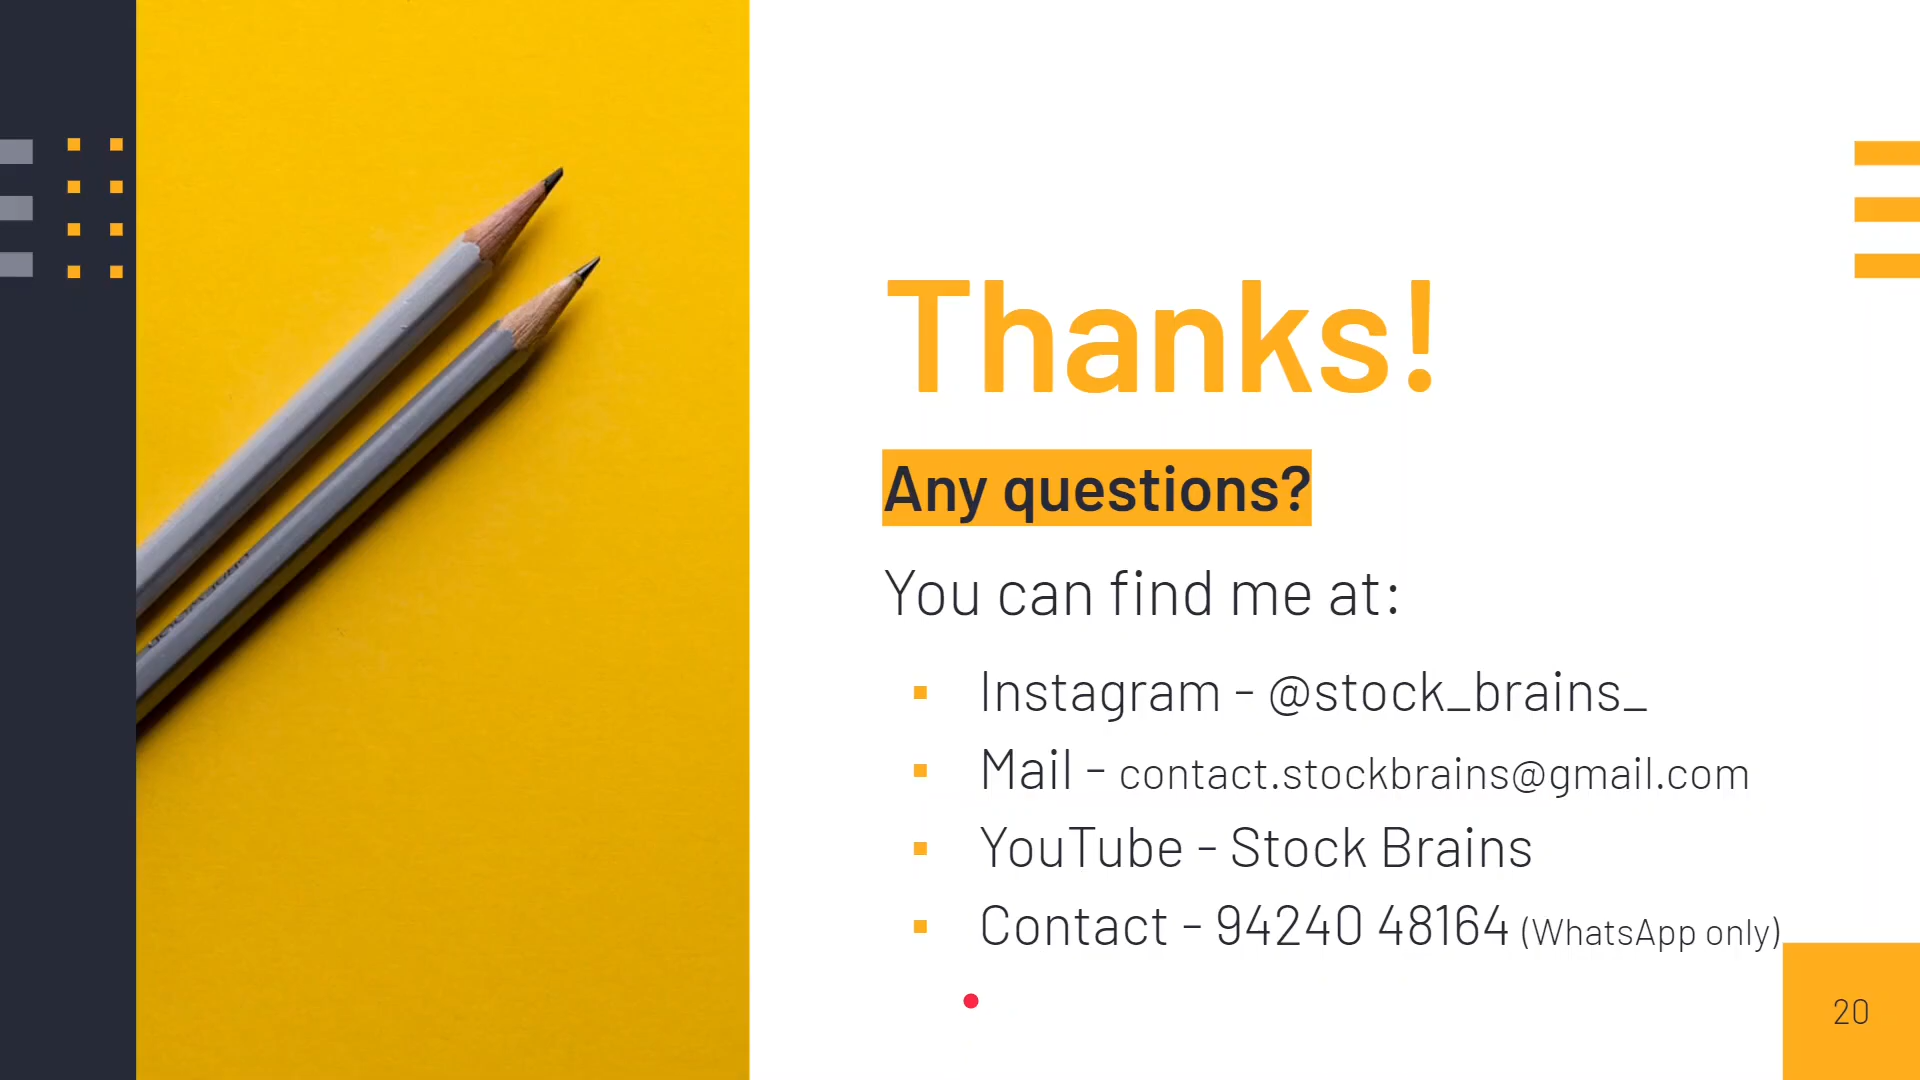 Thanks!
Any questions?
You can find me at:
Instagram - @stock_brains_
Mail - contact.stockbrains@gmail.com
YouTube - Stock Brains
Contact - 94240 48164 (WhatsApp only)
20